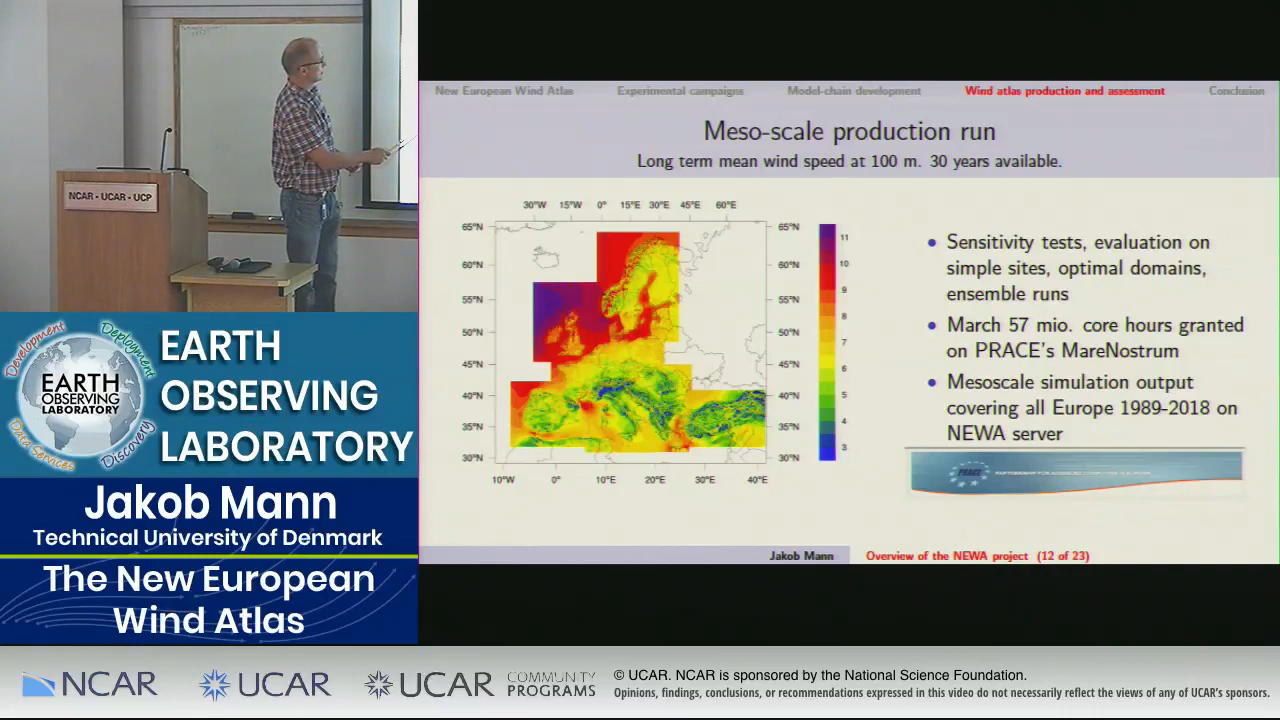 NCAR - UCAR - UCP
Development
Deployment
EARTH
OBSERVING
LABORATORY
Data Services
Discovery
EARTH
OBSERVING
LABORATORY
Jakob Mann
Technical University of Denmark
The New European
Wind Atlas
New European Wind Atlas Experimental campaigns Model-chain development Wind atlas production and assessment Conclusion
Meso-scale production run
Long term mean wind speed at 100 m. 30 years available.
30°W 15°W 0° 15°E 30°E 45°E 60°E
65°N 65°N
60°N 60°N
55°N 55°N
50°N 50°N
45°N 45°N
40°N 40°N
35°N 35°N
30°N 30°N
10°W 0° 10°E 20°E 30°E 40°E
11
10
9
8
7
6
5
4
3
• Sensitivity tests, evaluation on
simple sites, optimal domains,
ensemble runs
• March 57 mio. core hours granted
on PRACE's MareNostrum
• Mesoscale simulation output
covering all Europe 1989-2018 on
NEWA server
PRACE
Jakob Mann Overview of the NEWA project (12 of 23)
NCAR UCAR UCAR COMMUNITY
PROGRAMS
© UCAR. NCAR is sponsored by the National Science Foundation.
Opinions, findings, conclusions, or recommendations expressed in this video do not necessarily reflect the views of any of UCAR's sponsors.